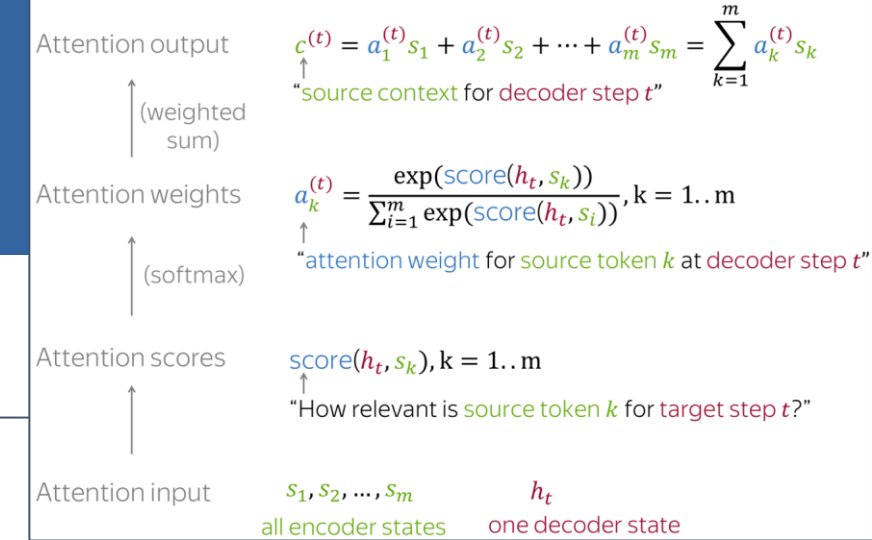 Attention output
c^(t) = a_1^(t) s_1 + a_2^(t) s_2 + ⋯ + a_m^(t) s_m = ∑_{k=1}^{m} a_k^(t) s_k
↑
“source context for decoder step t”
(weighted
sum)
Attention weights
a_k^(t) = exp(score(h_t, s_k)) / ∑_{i=1}^{m} exp(score(h_t, s_i)), k = 1..m
↑
“attention weight for source token k at decoder step t”
(softmax)
Attention scores
score(h_t, s_k), k = 1..m
↑
“How relevant is source token k for target step t?”
Attention input
s_1, s_2, …, s_m h_t
all encoder states one decoder state